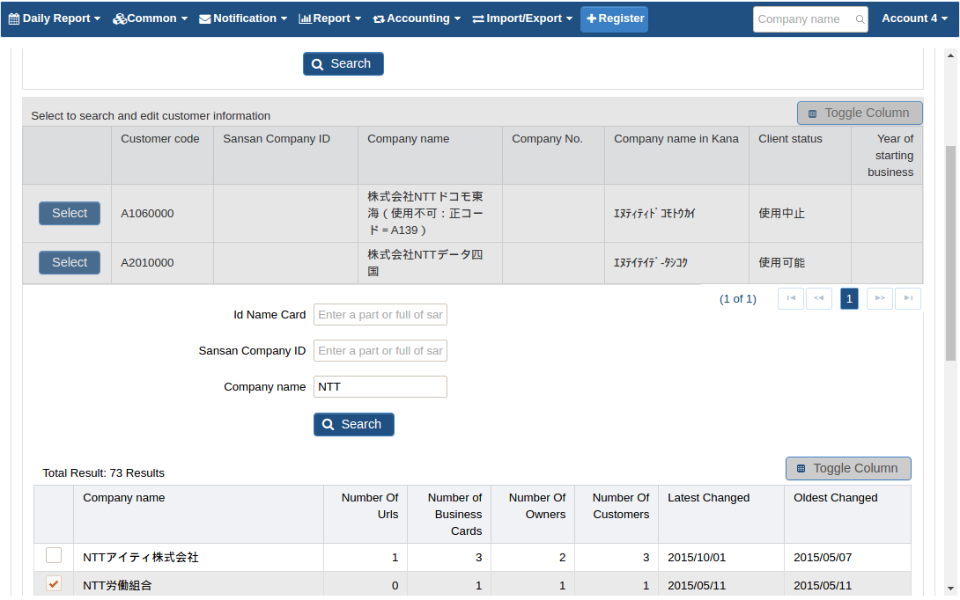 Daily Report Common Notification Report Accounting Import/Export Register Company name Account 4
Search
Select to search and edit customer information
Toggle Column
Customer code Sansan Company ID Company name Company No. Company name in Kana Client status Year of
starting
business
株式会社NTTドコモ東
Select A1060000 海（使用不可：正コー ｴﾇﾃｨﾃｨﾄﾞｺﾓﾄｳｶｲ 使用中止
ド＝A139）
株式会社NTTデータ四
Select A2010000 国 ｴﾇﾃｲﾃｲﾃﾞ-ﾀｼｺｸ 使用可能
(1 of 1) 1
Id Name Card Enter a part or full of sar
Sansan Company ID Enter a part or full of sar
Company name NTT
Search
Total Result: 73 Results
Toggle Column
Company name Number Of Number of Number Of Number Of Latest Changed Oldest Changed
Urls Business Owners Customers
Cards
NTTアイティ株式会社 1 3 2 3 2015/10/01 2015/05/07
NTT労働組合 0 1 1 1 2015/05/11 2015/05/11